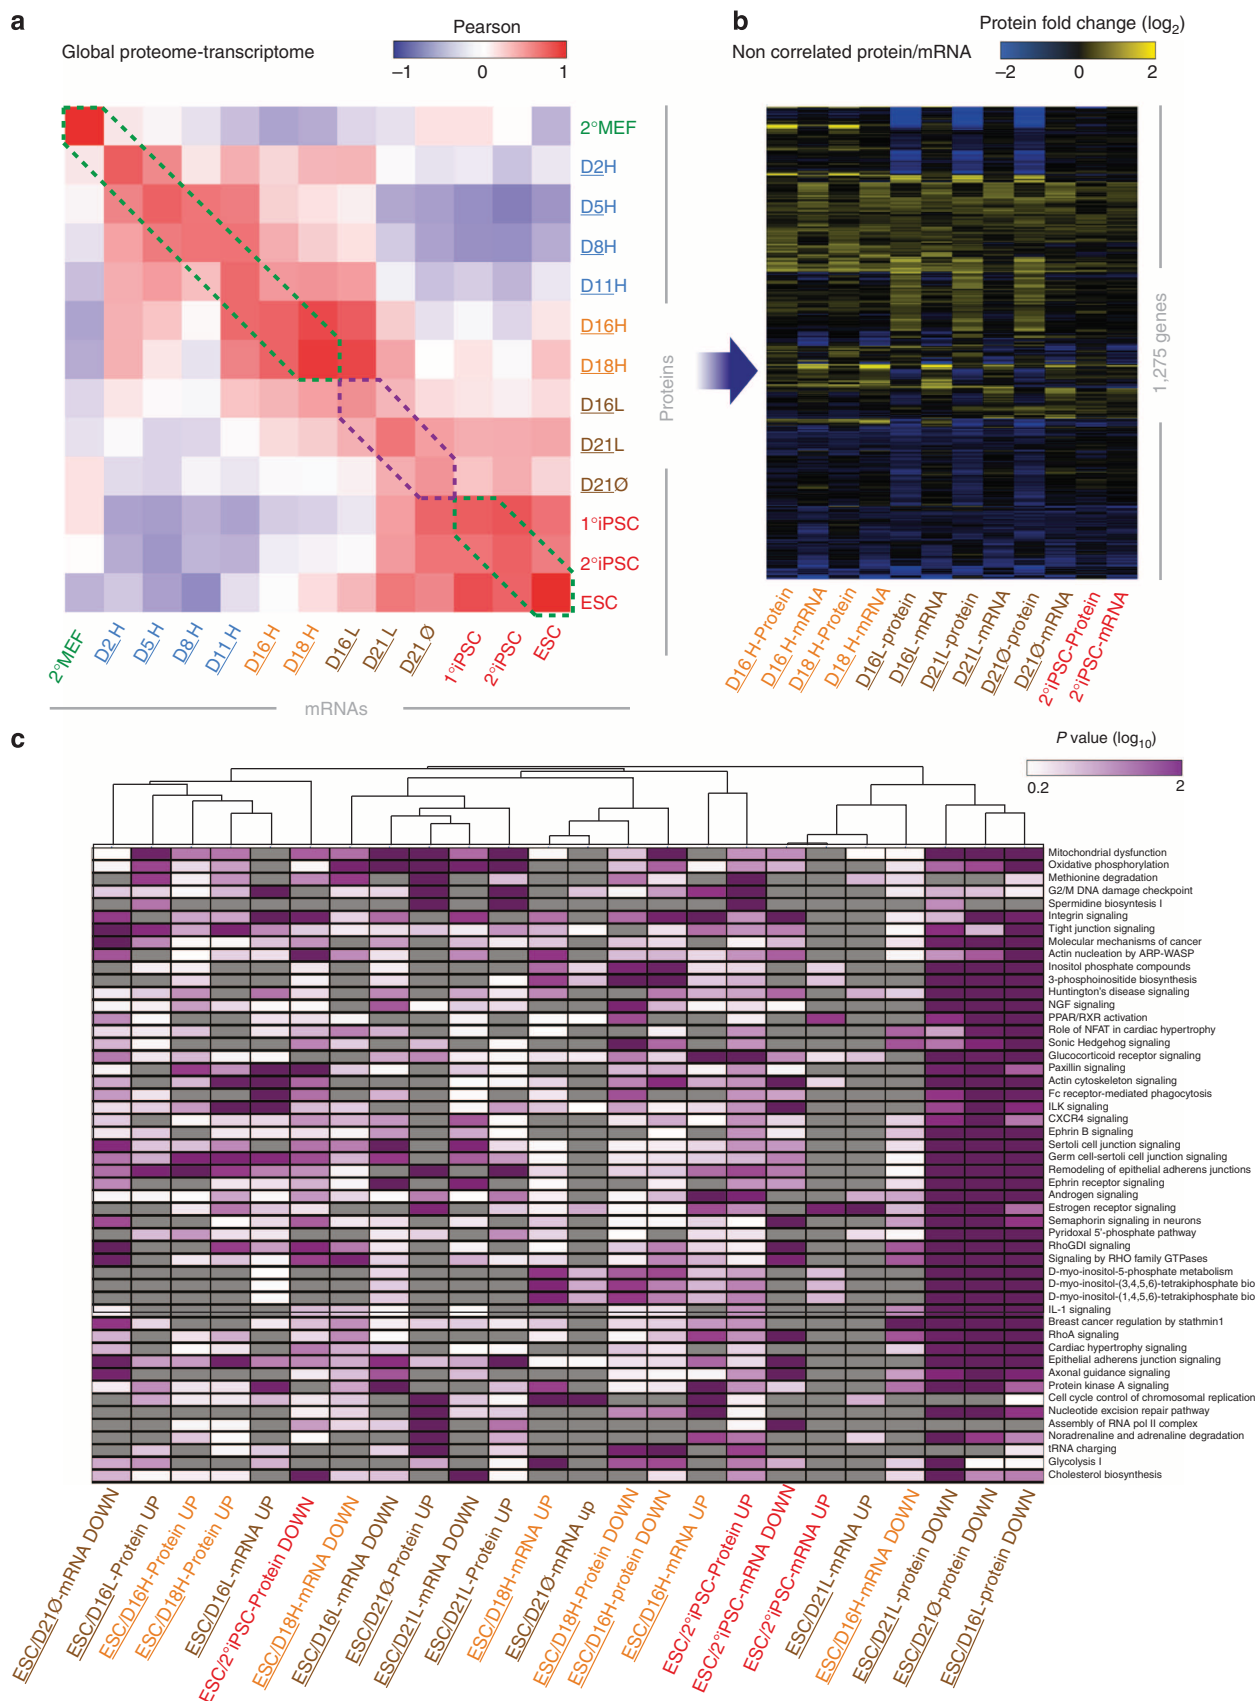 a
Global proteome-transcriptome
Pearson
–1 0 1
2°MEF
D2H
D5H
D8H
D11H
D16H
D18H
D16L
D21L
D21Ø
1°iPSC
2°iPSC
ESC
Proteins
2°MEF
D2 H
D5 H
D8 H
D11 H
D16 H
D18 H
D16 L
D21 L
D21 Ø
1°iPSC
2°iPSC
ESC
mRNAs
b
Protein fold change (log2)
Non correlated protein/mRNA
–2 0 2
1,275 genes
D16 H-Protein
D16 H-mRNA
D18 H-Protein
D18 H-mRNA
D16L-protein
D16L-mRNA
D21L-protein
D21L-mRNA
D21Ø-protein
D21Ø-mRNA
2°iPSC-Protein
2°iPSC-mRNA
c
P value (log10)
0.2 2
Mitochondrial dysfunction
Oxidative phosphorylation
Methionine degradation
G2/M DNA damage checkpoint
Spermidine biosyntesis I
Integrin signaling
Tight junction signaling
Molecular mechanisms of cancer
Actin nucleation by ARP-WASP
Inositol phosphate compounds
3-phosphoinositide biosynthesis
Huntington's disease signaling
NGF signaling
PPAR/RXR activation
Role of NFAT in cardiac hypertrophy
Sonic Hedgehog signaling
Glucocorticoid receptor signaling
Paxillin signaling
Actin cytoskeleton signaling
Fc receptor-mediated phagocytosis
ILK signaling
CXCR4 signaling
Ephrin B signaling
Sertoli cell junction signaling
Germ cell-sertoli cell junction signaling
Remodeling of epithelial adherens junctions
Ephrin receptor signaling
Androgen signaling
Estrogen receptor signaling
Semaphorin signaling in neurons
Pyridoxal 5'-phosphate pathway
RhoGDI signaling
Signaling by RHO family GTPases
D-myo-inositol-5-phosphate metabolism
D-myo-inositol-(3,4,5,6)-tetrakiphosphate bio
D-myo-inositol-(1,4,5,6)-tetrakiphosphate bio
IL-1 signaling
Breast cancer regulation by stathmin1
RhoA signaling
Cardiac hypertrophy signaling
Epithelial adherens junction signaling
Axonal guidance signaling
Protein kinase A signaling
Cell cycle control of chromosomal replication
Nucleotide excision repair pathway
Assembly of RNA pol II complex
Noradrenaline and adrenaline degradation
tRNA charging
Glycolysis I
Cholesterol biosynthesis
ESC/D21Ø-mRNA DOWN
ESC/D16L-Protein UP
ESC/D16H-Protein UP
ESC/D18H-Protein UP
ESC/D16L-mRNA UP
ESC/2°iPSC-Protein DOWN
ESC/D18H-mRNA DOWN
ESC/D16L-mRNA DOWN
ESC/D21Ø-Protein UP
ESC/D21L-mRNA DOWN
ESC/D21L-Protein UP
ESC/D18H-mRNA UP
ESC/D21Ø-mRNA up
ESC/D18H-Protein DOWN
ESC/D16H-protein DOWN
ESC/D16H-mRNA UP
ESC/2°iPSC-Protein UP
ESC/2°iPSC-mRNA DOWN
ESC/2°iPSC-mRNA UP
ESC/D21L-mRNA UP
ESC/D16H-mRNA DOWN
ESC/D21L-protein DOWN
ESC/D21Ø-protein DOWN
ESC/D16L-protein DOWN